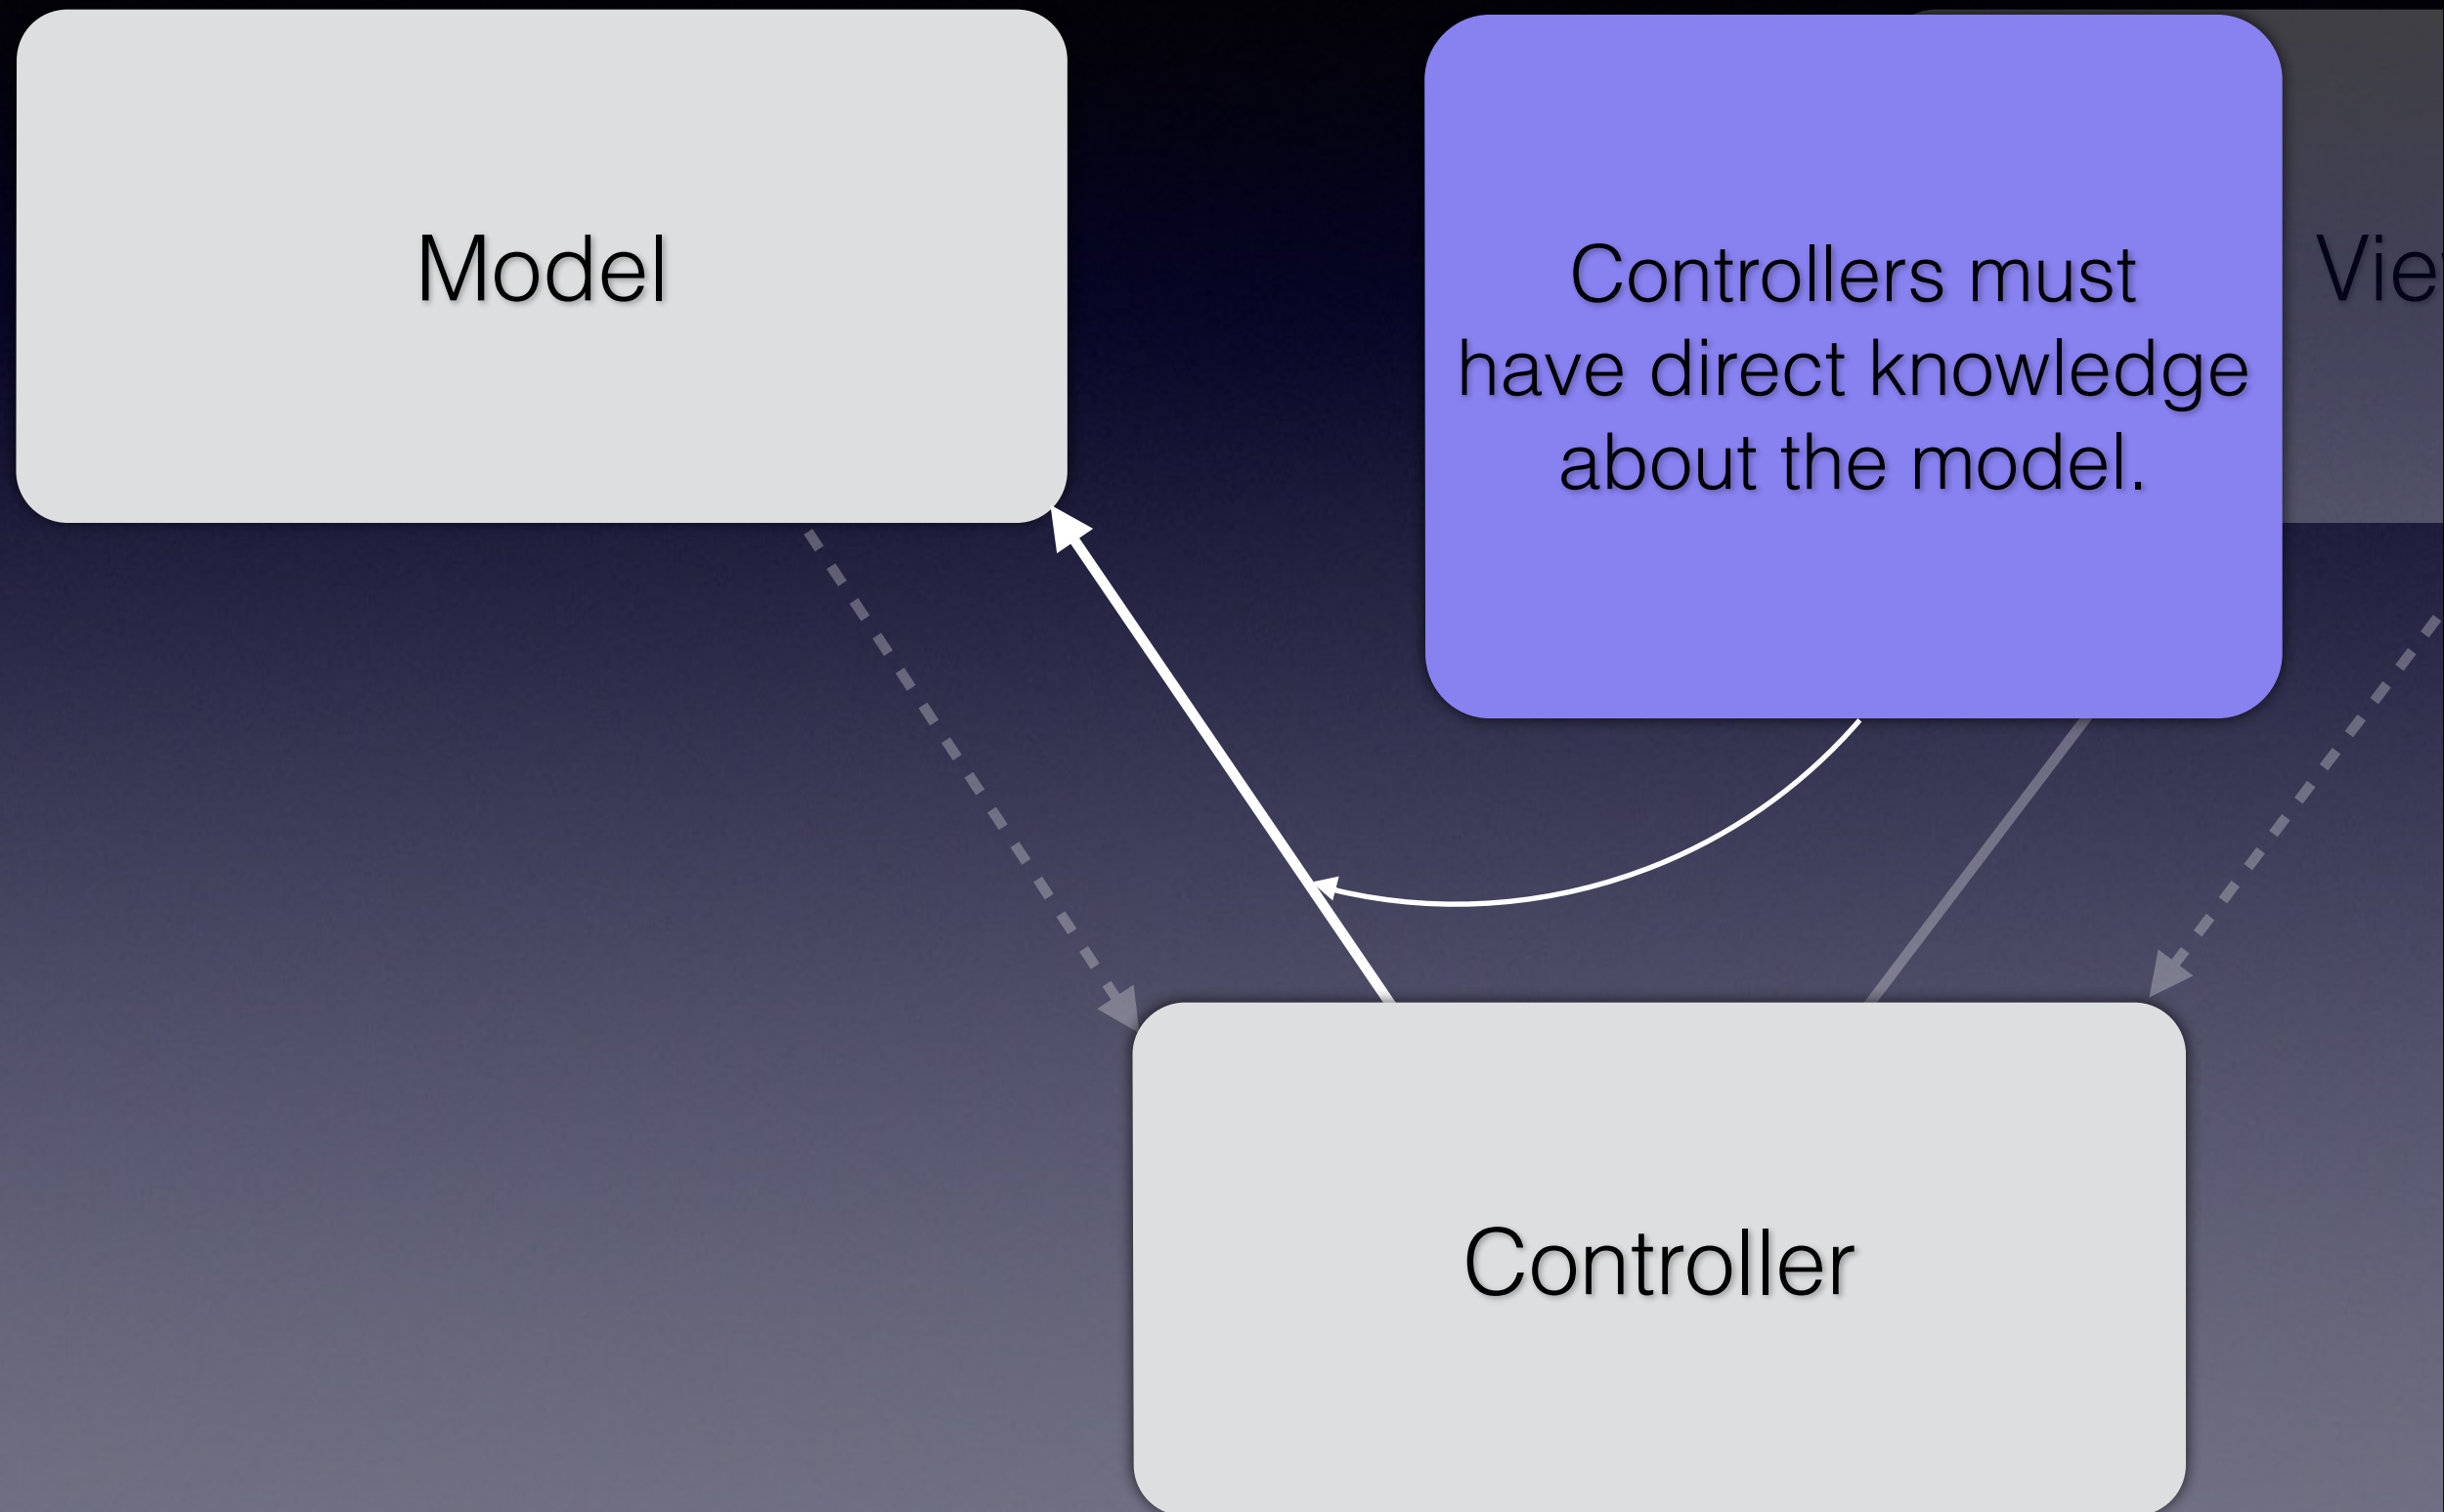 Model
Controllers must
have direct knowledge
about the model.
Controller